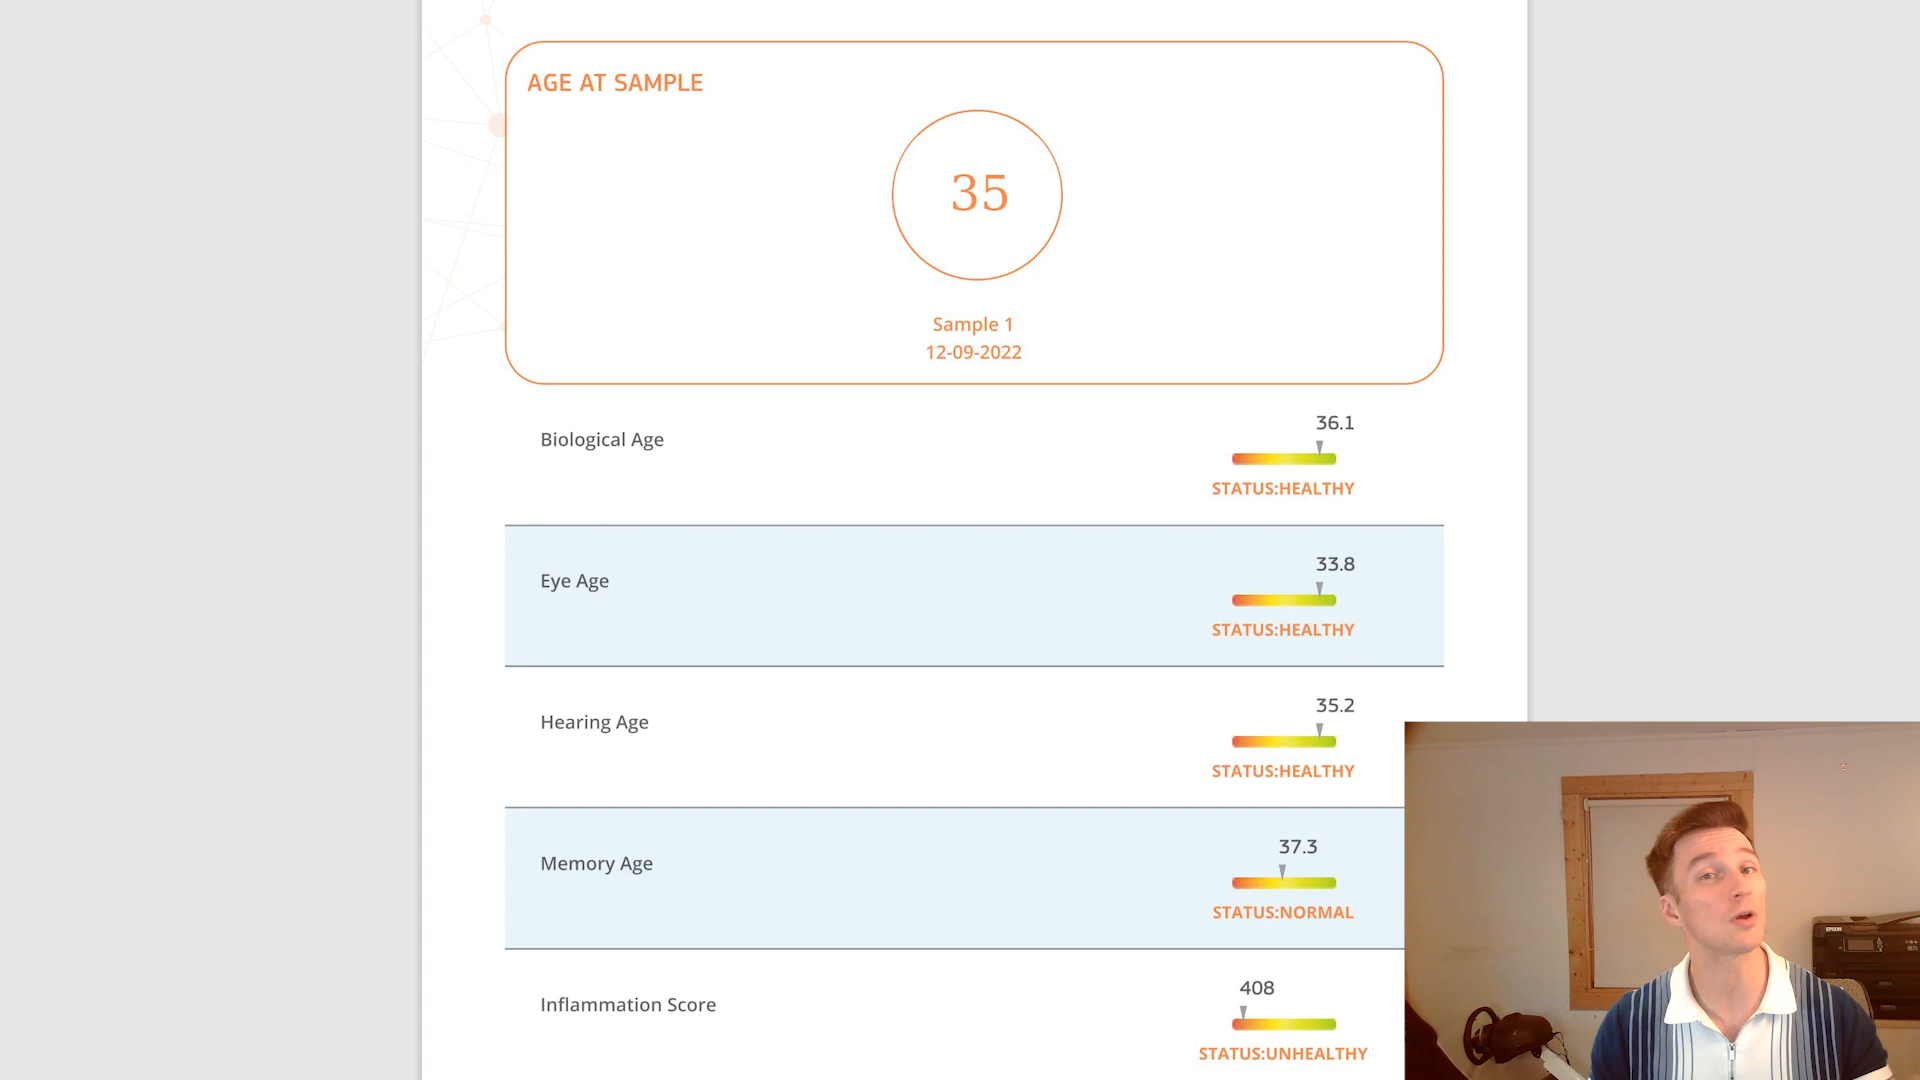 AGE AT SAMPLE
35
Sample 1
12-09-2022
Biological Age
36.1
STATUS:HEALTHY
Eye Age
33.8
STATUS:HEALTHY
Hearing Age
35.2
STATUS:HEALTHY
Memory Age
37.3
STATUS:NORMAL
Inflammation Score
408
STATUS:UNHEALTHY
EPSON